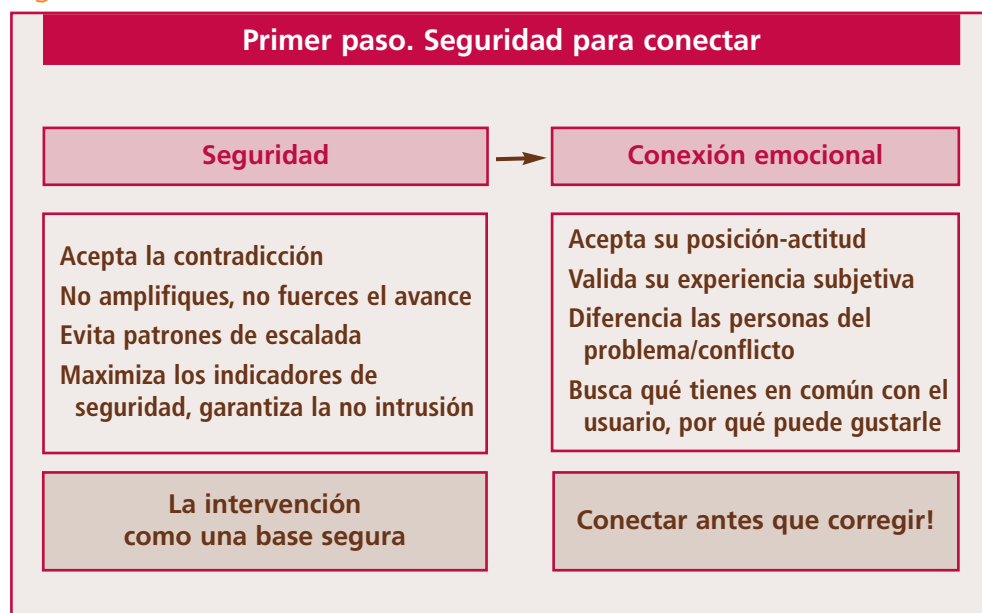 Primer paso. Seguridad para conectar
Seguridad
Conexión emocional
Acepta la contradicción
No amplifiques, no fuerces el avance
Evita patrones de escalada
Maximiza los indicadores de
seguridad, garantiza la no intrusión
Acepta su posición-actitud
Valida su experiencia subjetiva
Diferencia las personas del
problema/conflicto
Busca qué tienes en común con el
usuario, por qué puede gustarle
La intervención
como una base segura
Conectar antes que corregir!